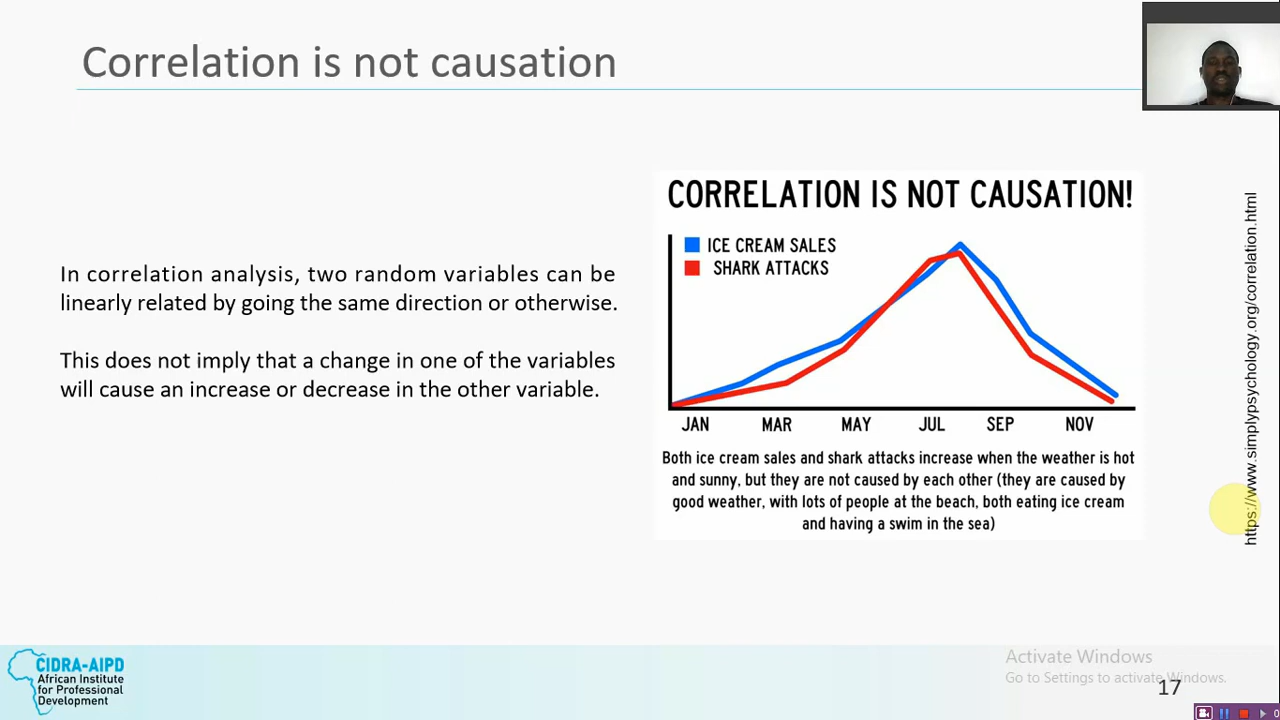 Correlation is not causation
In correlation analysis, two random variables can be
linearly related by going the same direction or otherwise.
This does not imply that a change in one of the variables
will cause an increase or decrease in the other variable.
CORRELATION IS NOT CAUSATION!
ICE CREAM SALES
SHARK ATTACKS
JAN MAR MAY JUL SEP NOV
Both ice cream sales and shark attacks increase when the weather is hot
and sunny, but they are not caused by each other (they are caused by
good weather, with lots of people at the beach, both eating ice cream
and having a swim in the sea)
https://www.simplypsychology.org/correlation.html
CIDRA-AIPD
African Institute
for Professional
Development
Activate Windows
Go to Settings to activate Windows.
17
0